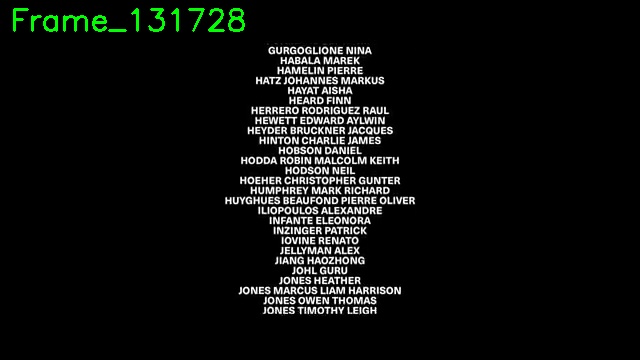 Frame_131728
GURGOGLIONE NINA
HABALA MAREK
HAMELIN PIERRE
HATZ JOHANNES MARKUS
HAYAT AISHA
HEARD FINN
HERRERO RODRIGUEZ RAUL
HEWETT EDWARD AYLWIN
HEYDER BRUCKNER JACQUES
HINTON CHARLIE JAMES
HOBSON DANIEL
HODDA ROBIN MALCOLM KEITH
HODSON NEIL
HOEHER CHRISTOPHER GUNTER
HUMPHREY MARK RICHARD
HUYGHUES BEAUFOND PIERRE OLIVER
ILIOPOULOS ALEXANDRE
INFANTE ELEONORA
INZINGER PATRICK
IOVINE RENATO
JELLYMAN ALEX
JIANG HAOZHONG
JOHL GURU
JONES HEATHER
JONES MARCUS LIAM HARRISON
JONES OWEN THOMAS
JONES TIMOTHY LEIGH